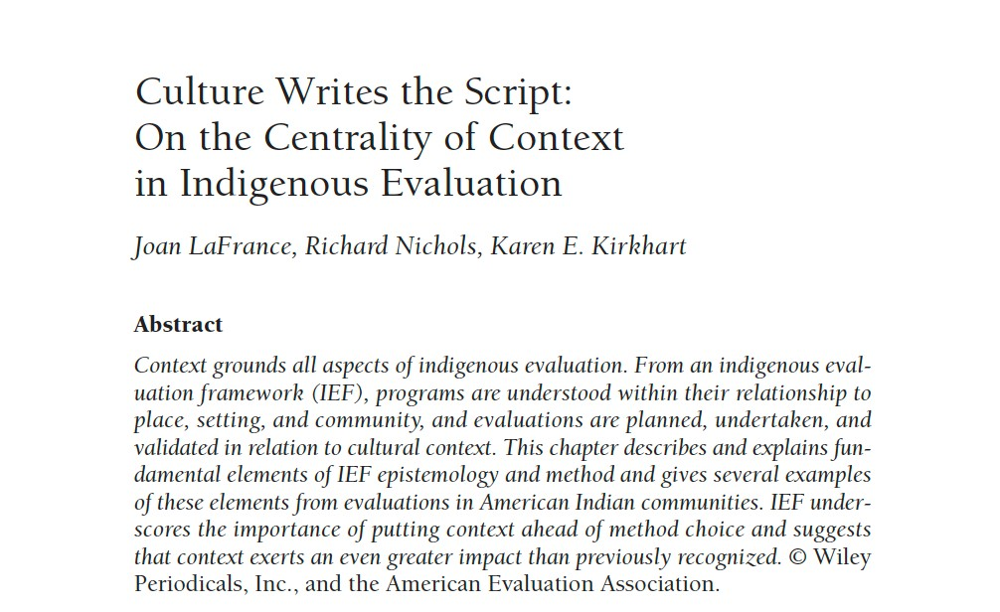 Culture Writes the Script:
On the Centrality of Context
in Indigenous Evaluation
Joan LaFrance, Richard Nichols, Karen E. Kirkhart
Abstract
Context grounds all aspects of indigenous evaluation. From an indigenous eval-
uation framework (IEF), programs are understood within their relationship to
place, setting, and community, and evaluations are planned, undertaken, and
validated in relation to cultural context. This chapter describes and explains fun-
damental elements of IEF epistemology and method and gives several examples
of these elements from evaluations in American Indian communities. IEF under-
scores the importance of putting context ahead of method choice and suggests
that context exerts an even greater impact than previously recognized. © Wiley
Periodicals, Inc., and the American Evaluation Association.